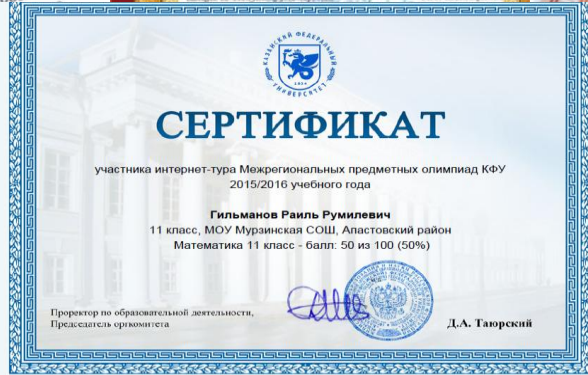 КАЗАНСКИЙ ФЕДЕРАЛЬНЫЙ УНИВЕРСИТЕТ
1804
СЕРТИФИКАТ
участника интернет-тура Межрегиональных предметных олимпиад КФУ
2015/2016 учебного года
Гильманов Раиль Румилевич
11 класс, МОУ Мурзинская СОШ, Апастовский район
Математика 11 класс - балл: 50 из 100 (50%)
Проректор по образовательной деятельности,
Председатель оргкомитета
Д.А. Таюрский